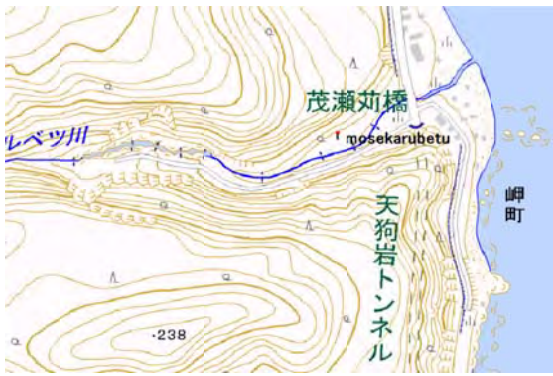 茂瀬苅橋
mosekarubetu
ルベツ川
岬町
天狗岩トンネル
・238